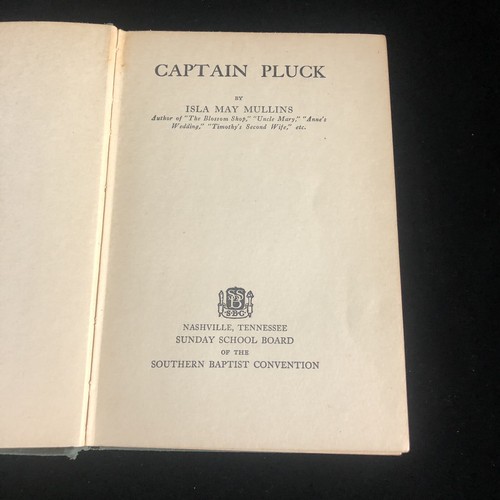 CAPTAIN PLUCK
BY
ISLA MAY MULLINS
Author of "The Blossom Shop," "Uncle Mary," "Anne's
Wedding," "Timothy's Second Wife," etc.
SSB
S·B·C
NASHVILLE, TENNESSEE
SUNDAY SCHOOL BOARD
OF THE
SOUTHERN BAPTIST CONVENTION